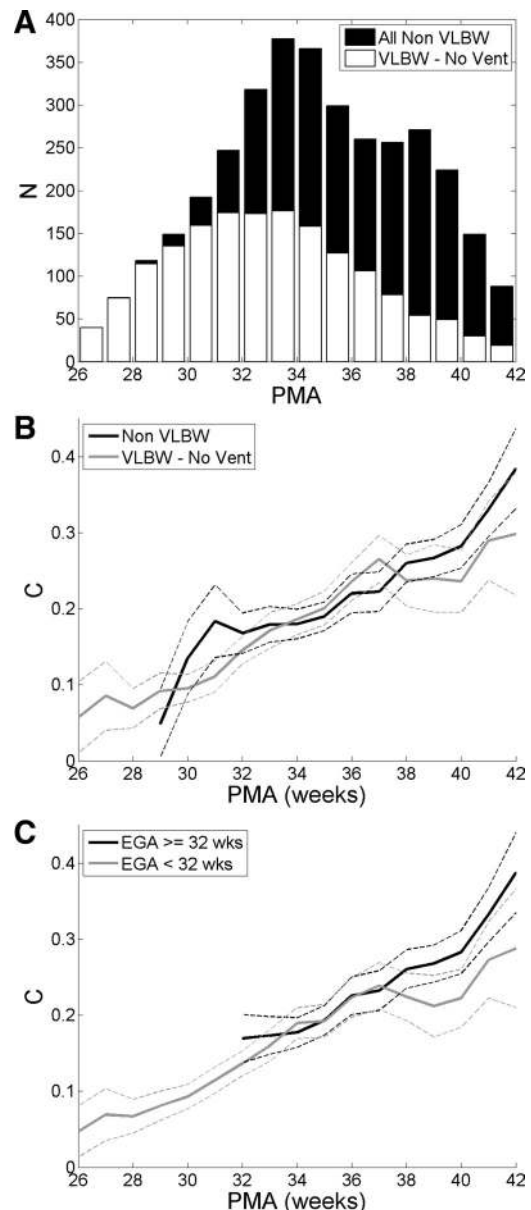 A
400
350
300
250
200
150
100
50
0
N
All Non VLBW
VLBW - No Vent
26 28 30 32 34 36 38 40 42
PMA
B
Non VLBW
VLBW - No Vent
0.4
0.3
0.2
0.1
0
C
26 28 30 32 34 36 38 40 42
PMA (weeks)
C
EGA >= 32 wks
EGA < 32 wks
0.4
0.3
0.2
0.1
0
C
26 28 30 32 34 36 38 40 42
PMA (weeks)